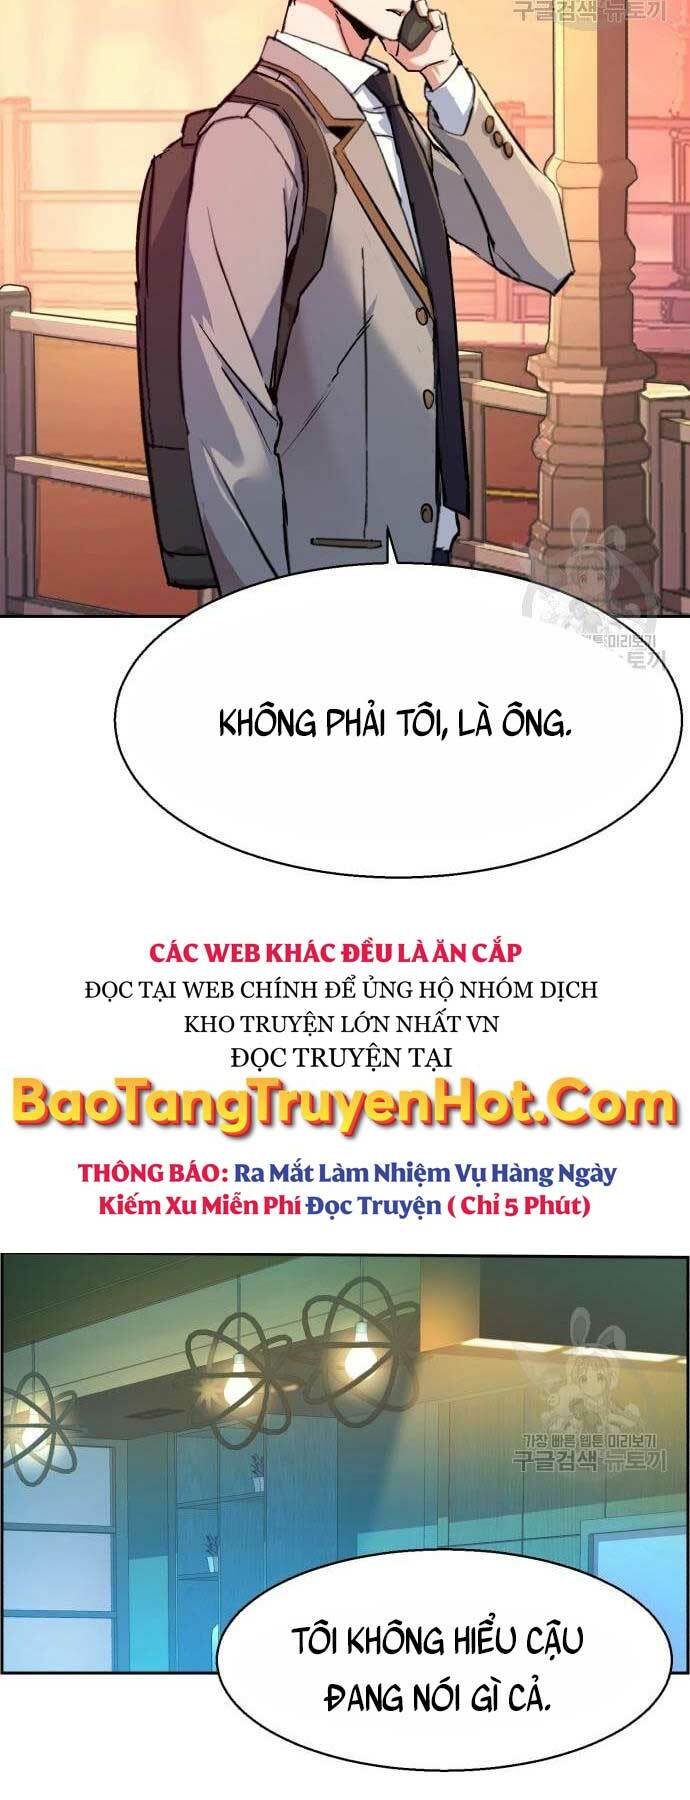 구글검색 뉴토끼
가장 빠른 웹툰 미리보기
뉴토끼
KHÔNG PHẢI TÔI, LÀ ÔNG.
CÁC WEB KHÁC ĐỀU LÀ ĂN CẮP
ĐỌC TẠI WEB CHÍNH ĐỂ ỦNG HỘ NHÓM DỊCH
KHO TRUYỆN LỚN NHẤT VN
ĐỌC TRUYỆN TẠI
BaoTangTruyenHot.Com
THÔNG BÁO: Ra Mắt Làm Nhiệm Vụ Hàng Ngày
Kiếm Xu Miễn Phí Đọc Truyện ( Chỉ 5 Phút)
가장 빠른 웹툰 미리보기
구글검색 뉴토끼
TÔI KHÔNG HIỂU CẬU
ĐANG NÓI GÌ CẢ.